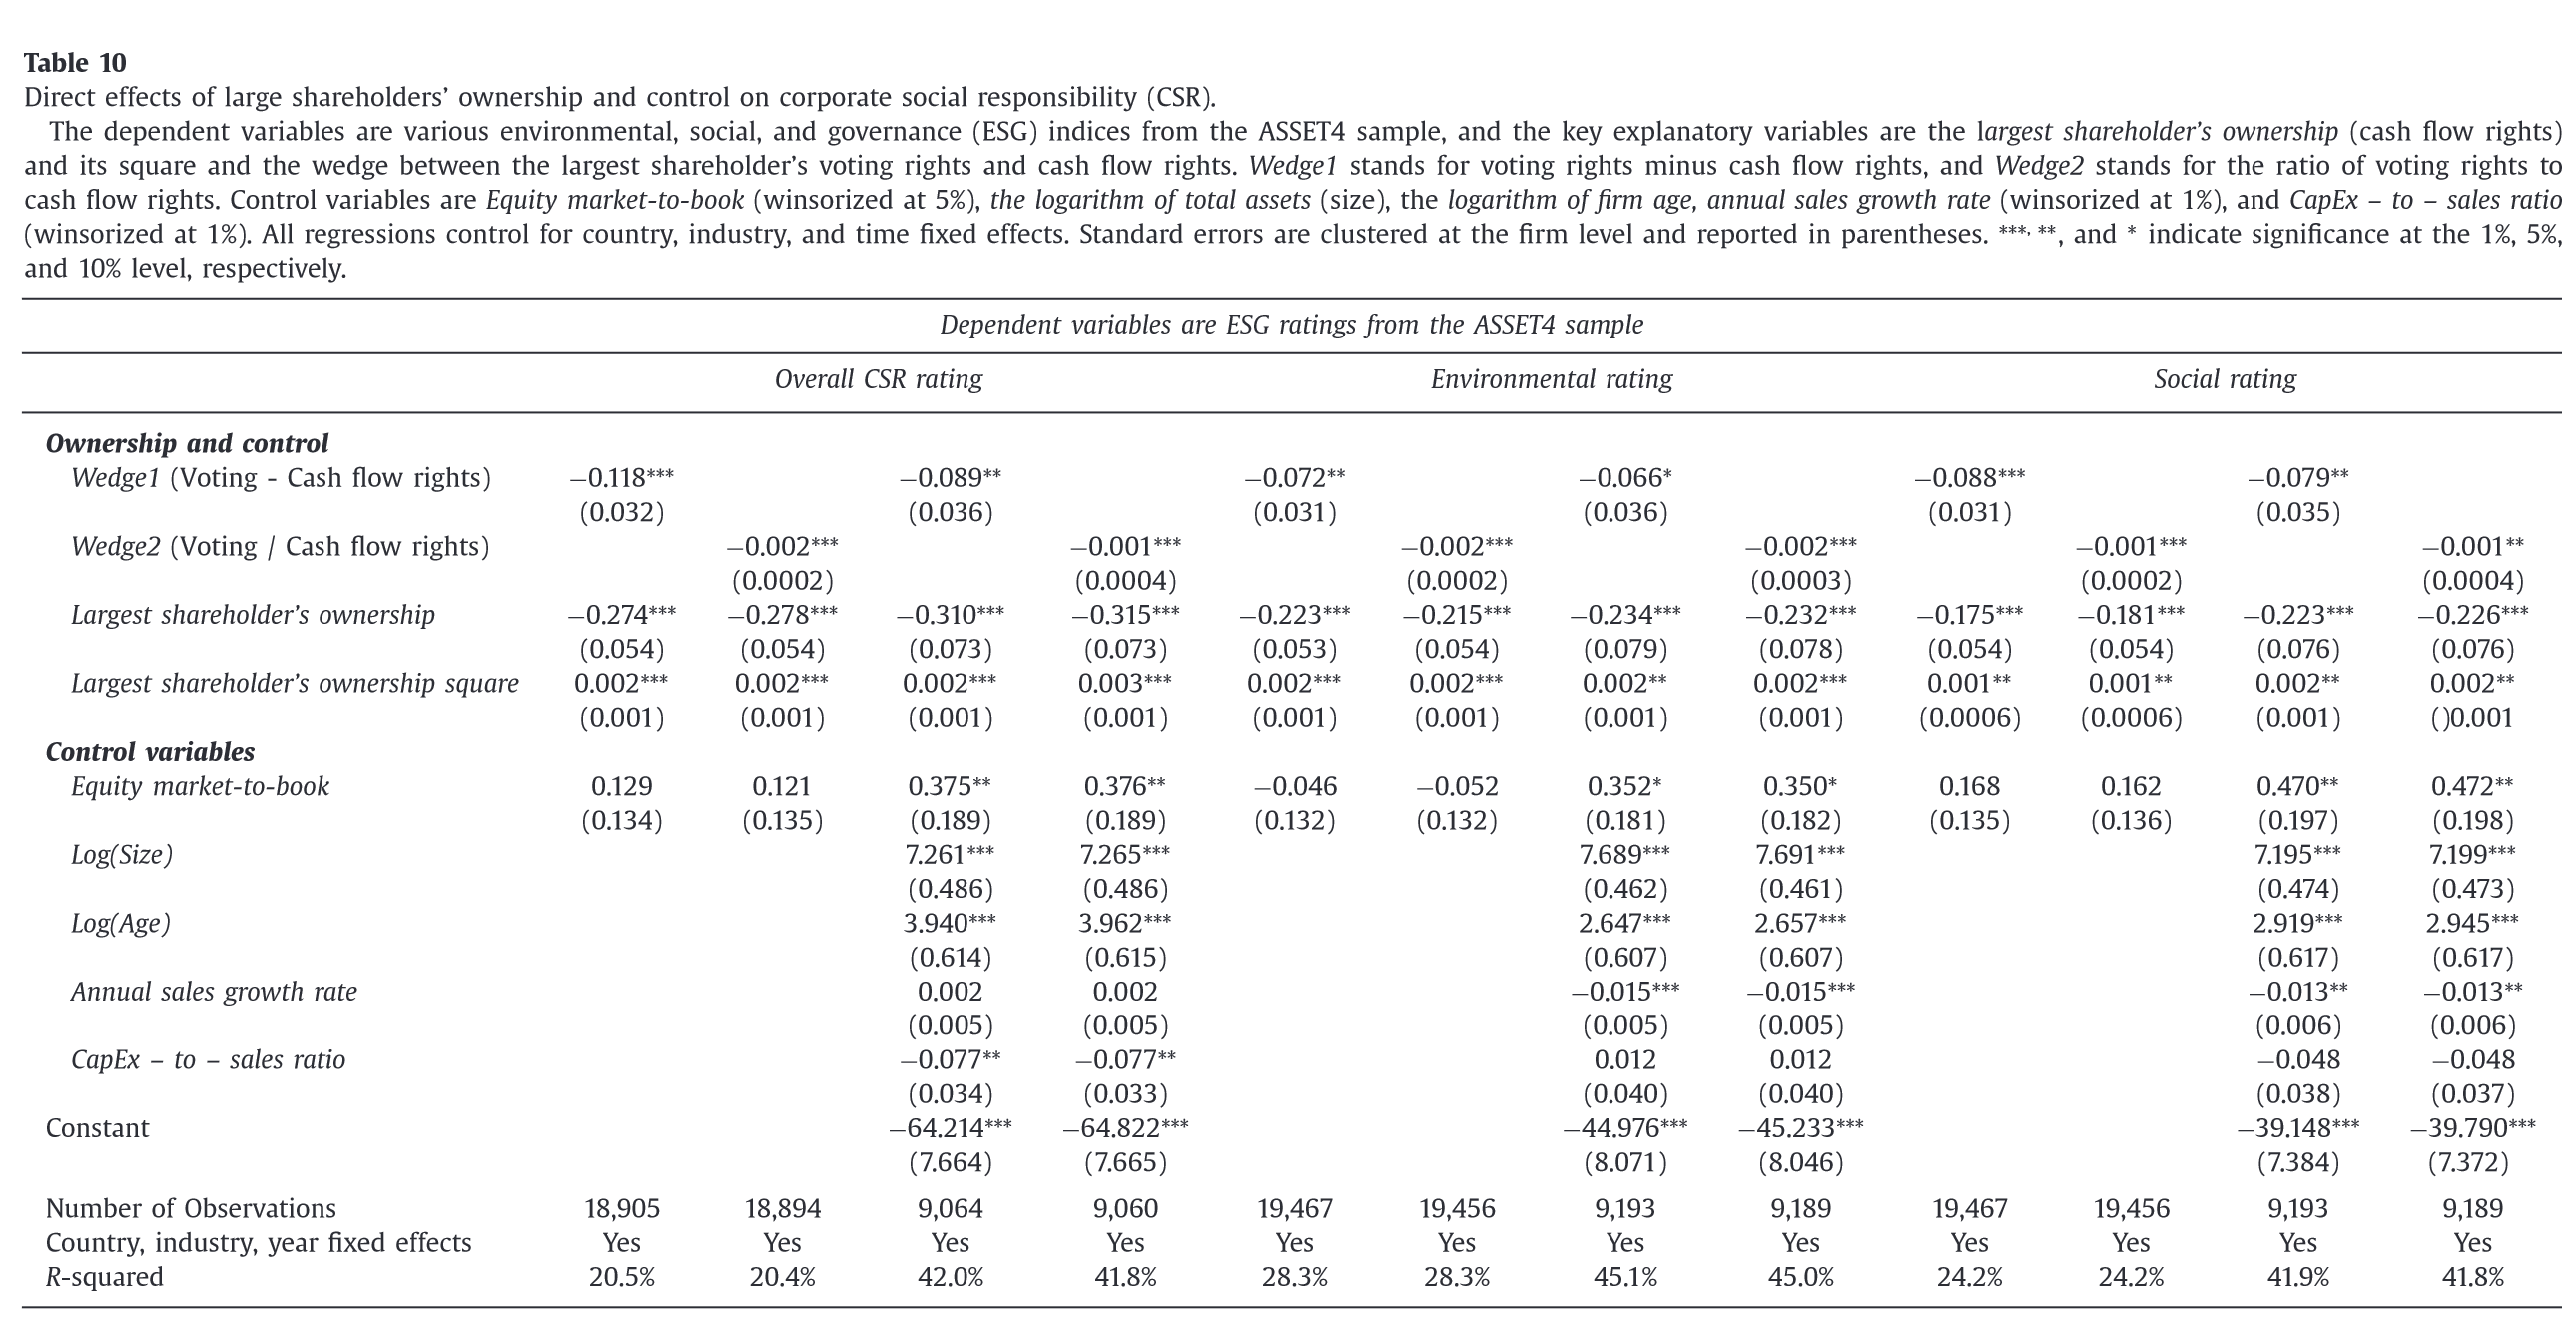 Table 10
Direct effects of large shareholders’ ownership and control on corporate social responsibility (CSR).
The dependent variables are various environmental, social, and governance (ESG) indices from the ASSET4 sample, and the key explanatory variables are the largest shareholder’s ownership (cash flow rights)
and its square and the wedge between the largest shareholder’s voting rights and cash flow rights. Wedge1 stands for voting rights minus cash flow rights, and Wedge2 stands for the ratio of voting rights to
cash flow rights. Control variables are Equity market-to-book (winsorized at 5%), the logarithm of total assets (size), the logarithm of firm age, annual sales growth rate (winsorized at 1%), and CapEx – to – sales ratio
(winsorized at 1%). All regressions control for country, industry, and time fixed effects. Standard errors are clustered at the firm level and reported in parentheses. ***, **, and * indicate significance at the 1%, 5%,
and 10% level, respectively.
Dependent variables are ESG ratings from the ASSET4 sample
Overall CSR rating Environmental rating Social rating
Ownership and control
Wedge1 (Voting - Cash flow rights) −0.118*** −0.089** −0.072** −0.066* −0.088*** −0.079**
(0.032) (0.036) (0.031) (0.036) (0.031) (0.035)
Wedge2 (Voting / Cash flow rights) −0.002*** −0.001*** −0.002*** −0.002*** −0.001*** −0.001**
(0.0002) (0.0004) (0.0002) (0.0003) (0.0002) (0.0004)
Largest shareholder’s ownership −0.274*** −0.278*** −0.310*** −0.315*** −0.223*** −0.215*** −0.234*** −0.232*** −0.175*** −0.181*** −0.223*** −0.226***
(0.054) (0.054) (0.073) (0.073) (0.053) (0.054) (0.079) (0.078) (0.054) (0.054) (0.076) (0.076)
Largest shareholder’s ownership square 0.002*** 0.002*** 0.002*** 0.003*** 0.002*** 0.002*** 0.002** 0.002*** 0.001** 0.001** 0.002** 0.002**
(0.001) (0.001) (0.001) (0.001) (0.001) (0.001) (0.001) (0.001) (0.0006) (0.0006) (0.001) ()0.001
Control variables
Equity market-to-book 0.129 0.121 0.375** 0.376** −0.046 −0.052 0.352* 0.350* 0.168 0.162 0.470** 0.472**
(0.134) (0.135) (0.189) (0.189) (0.132) (0.132) (0.181) (0.182) (0.135) (0.136) (0.197) (0.198)
Log(Size) 7.261*** 7.265*** 7.689*** 7.691*** 7.195*** 7.199***
(0.486) (0.486) (0.462) (0.461) (0.474) (0.473)
Log(Age) 3.940*** 3.962*** 2.647*** 2.657*** 2.919*** 2.945***
(0.614) (0.615) (0.607) (0.607) (0.617) (0.617)
Annual sales growth rate 0.002 0.002 −0.015*** −0.015*** −0.013** −0.013**
(0.005) (0.005) (0.005) (0.005) (0.006) (0.006)
CapEx – to – sales ratio −0.077** −0.077** 0.012 0.012 −0.048 −0.048
(0.034) (0.033) (0.040) (0.040) (0.038) (0.037)
Constant −64.214*** −64.822*** −44.976*** −45.233*** −39.148*** −39.790***
(7.664) (7.665) (8.071) (8.046) (7.384) (7.372)
Number of Observations 18,905 18,894 9,064 9,060 19,467 19,456 9,193 9,189 19,467 19,456 9,193 9,189
Country, industry, year fixed effects Yes Yes Yes Yes Yes Yes Yes Yes Yes Yes Yes Yes
R-squared 20.5% 20.4% 42.0% 41.8% 28.3% 28.3% 45.1% 45.0% 24.2% 24.2% 41.9% 41.8%